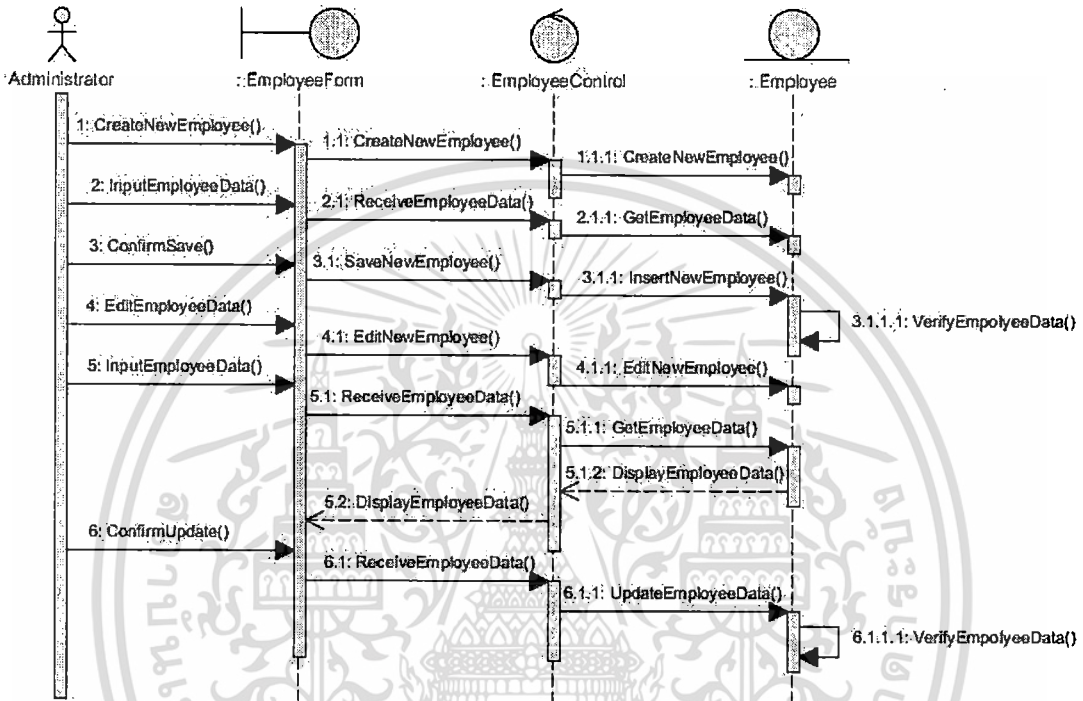 Administrator
: EmployeeForm
: EmployeeControl
: Employee
1: CreateNewEmployee()
1.1: CreateNewEmployee()
1.1.1: CreateNewEmployee()
2: InputEmployeeData()
2.1: ReceiveEmployeeData()
2.1.1: GetEmployeeData()
3: ConfirmSave()
3.1: SaveNewEmployee()
3.1.1: InsertNewEmployee()
3.1.1.1: VerifyEmpolyeeData()
4: EditEmployeeData()
4.1: EditNewEmployee()
4.1.1: EditNewEmployee()
5: InputEmployeeData()
5.1: ReceiveEmployeeData()
5.1.1: GetEmployeeData()
5.1.2: DisplayEmployeeData()
5.2: DisplayEmployeeData()
6: ConfirmUpdate()
6.1: ReceiveEmployeeData()
6.1.1: UpdateEmployeeData()
6.1.1.1: VerifyEmpolyeeData()